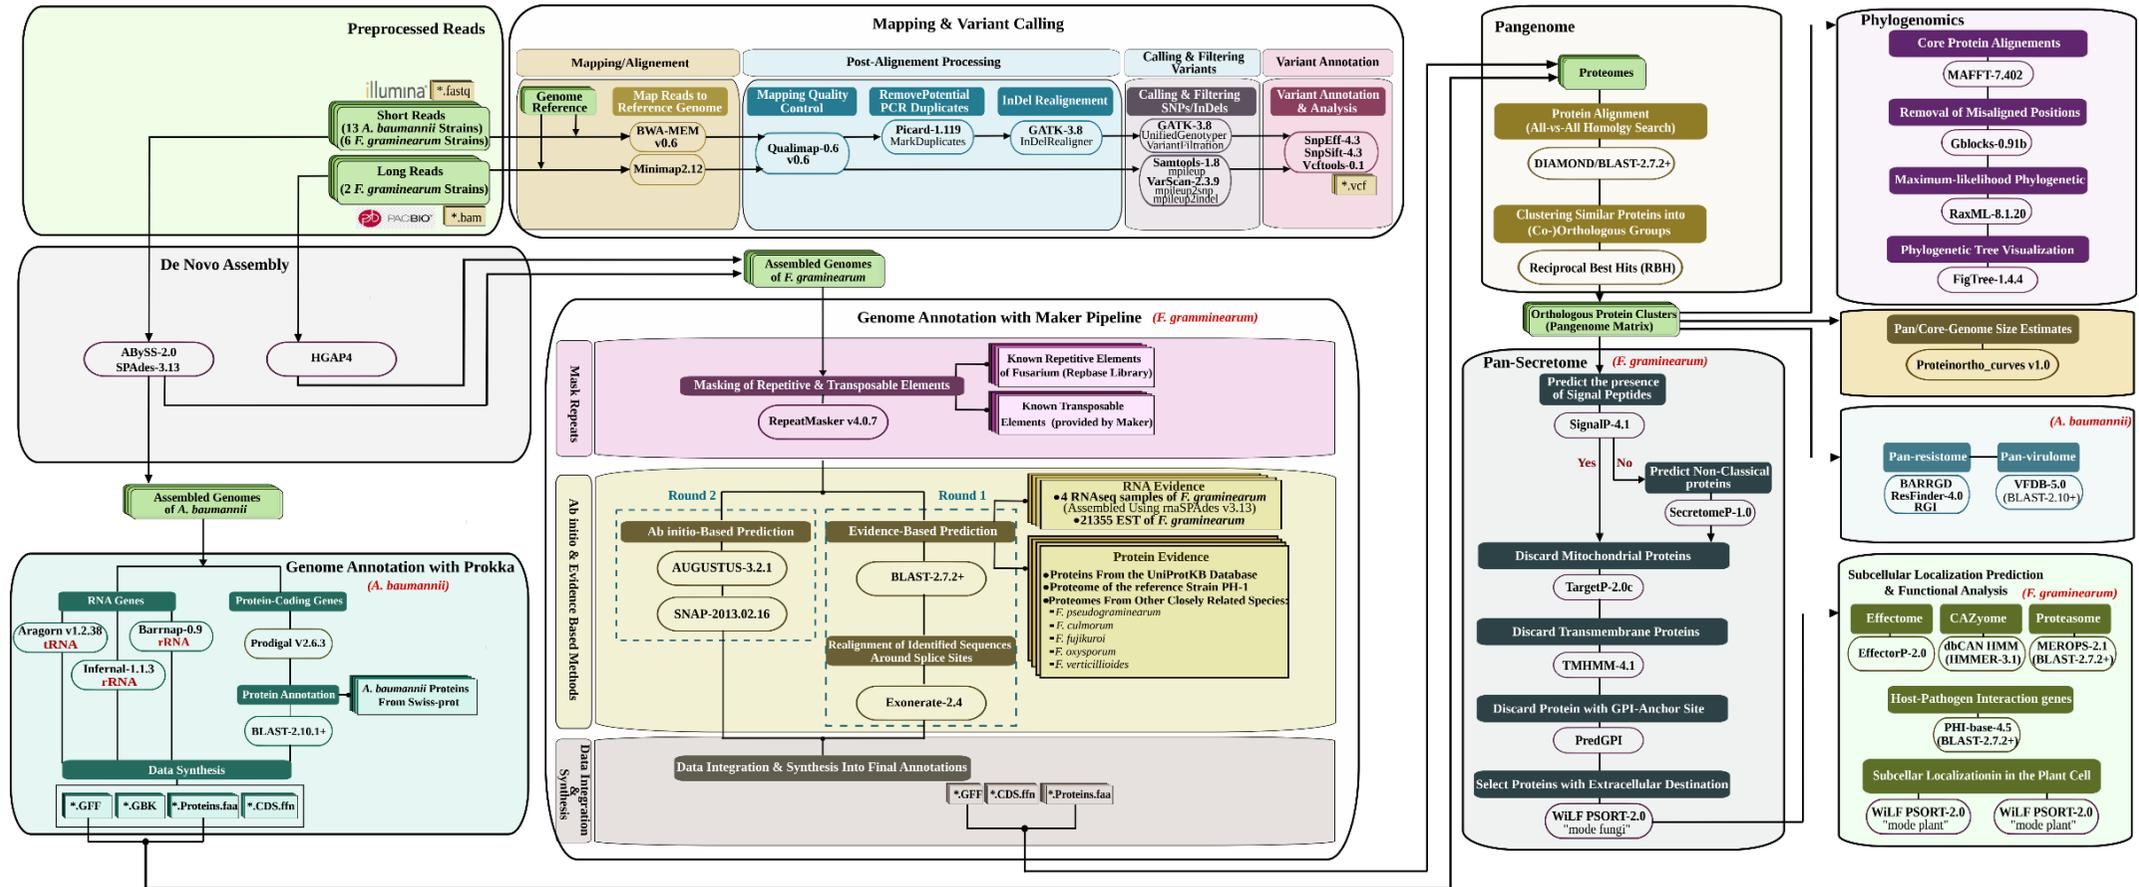 Preprocessed Reads
illumina®
*.fastq
Short Reads
(13 A. baumannii Strains)
(6 F. graminearum Strains)
Long Reads
(2 F. graminearum Strains)
PACBIO
*.bam
Mapping & Variant Calling
Mapping/Alignement
Genome
Reference
Map Reads to
Reference Genome
BWA-MEM
v0.6
Minimap2.12
Post-Alignement Processing
Mapping Quality
Control
Qualimap-0.6
v0.6
RemovePotential
PCR Duplicates
Picard-1.119
MarkDuplicates
InDel Realignement
GATK-3.8
InDelRealigner
Calling & Filtering
Variants
Calling & Filtering
SNPs/InDels
GATK-3.8
UnifiedGenotyper
VariantFiltration
Samtools-1.8
mpileup
VarScan-2.3.9
mpileup2snp
mpileup2indel
Variant Annotation
Variant Annotation
& Analysis
SnpEff-4.3
SnpSift-4.3
Vcftools-0.1
*.vcf
De Novo Assembly
ABySS-2.0
SPAdes-3.13
HGAP4
Assembled Genomes
of F. graminearum
Assembled Genomes
of A. baumannii
Genome Annotation with Prokka
(A. baumannii)
RNA Genes
Aragorn v1.2.38
tRNA
Barrnap-0.9
rRNA
Infernal-1.1.3
rRNA
Protein-Coding Genes
Prodigal V2.6.3
Protein Annotation
A. baumannii Proteins
From Swiss-prot
BLAST-2.10.1+
Data Synthesis
*.GFF
*.GBK
*.Proteins.faa
*.CDS.ffn
Genome Annotation with Maker Pipeline (F. gramminearum)
Mask Repeats
Masking of Repetitive & Transposable Elements
RepeatMasker v4.0.7
Known Repetitive Elements
of Fusarium (Repbase Library)
Known Transposable
Elements (provided by Maker)
Ab initio & Evidence Based Methods
Round 2
Ab initio-Based Prediction
AUGUSTUS-3.2.1
SNAP-2013.02.16
Round 1
Evidence-Based Prediction
BLAST-2.7.2+
Realignment of Identified Sequences
Around Splice Sites
Exonerate-2.4
RNA Evidence
●4 RNAseq samples of F. graminearum
(Assembled Using rnaSPAdes v3.13)
●21355 EST of F. graminearum
Protein Evidence
●Proteins From the UniProtKB Database
●Proteome of the reference Strain PH-1
●Proteomes From Other Closely Related Species:
-F. pseudograminearum
-F. culmorum
-F. fujikuroi
-F. oxysporum
-F. verticillioides
Data Integration
&
Synthesis
Data Integration & Synthesis Into Final Annotations
*.GFF
*.CDS.ffn
*.Proteins.faa
Pangenome
Proteomes
Protein Alignment
(All-vs-All Homolgy Search)
DIAMOND/BLAST-2.7.2+
Clustering Similar Proteins into
(Co-)Orthologous Groups
Reciprocal Best Hits (RBH)
Orthologous Protein Clusters
(Pangenome Matrix)
Pan-Secretome (F. graminearum)
Predict the presence
of Signal Peptides
SignalP-4.1
Yes
No
Predict Non-Classical
proteins
SecretomeP-1.0
Discard Mitochondrial Proteins
TargetP-2.0c
Discard Transmembrane Proteins
TMHMM-4.1
Discard Protein with GPI-Anchor Site
PredGPI
Select Proteins with Extracellular Destination
WiLF PSORT-2.0
"mode fungi"
Phylogenomics
Core Protein Alignements
MAFFT-7.402
Removal of Misaligned Positions
Gblocks-0.91b
Maximum-likelihood Phylogenetic
RaxML-8.1.20
Phylogenetic Tree Visualization
FigTree-1.4.4
Pan/Core-Genome Size Estimates
Proteinortho_curves v1.0
(A. baumannii)
Pan-resistome
BARRGD
ResFinder-4.0
RGI
Pan-virulome
VFDB-5.0
(BLAST-2.10+)
Subcellular Localization Prediction
& Functional Analysis (F. graminearum)
Effectome
EffectorP-2.0
CAZyome
dbCAN HMM
(HMMER-3.1)
Proteasome
MEROPS-2.1
(BLAST-2.7.2+)
Host-Pathogen Interaction genes
PHI-base-4.5
(BLAST-2.7.2+)
Subcellar Localizationin in the Plant Cell
WiLF PSORT-2.0
"mode plant"
WiLF PSORT-2.0
"mode plant"